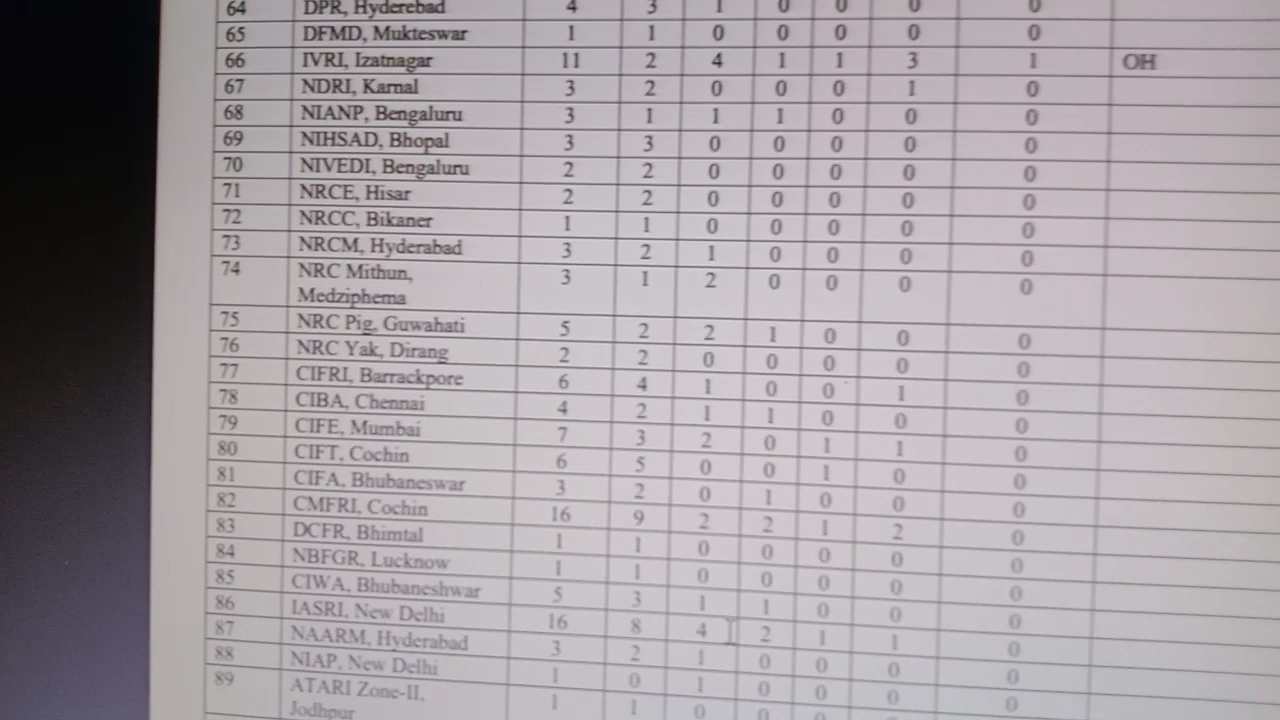 64 DPR, Hyderebad 4 3 1 0 0 0 0
65 DFMD, Mukteswar 1 1 0 0 0 0 0
66 IVRI, Izatnagar 11 2 4 1 1 3 1 OH
67 NDRI, Karnal 3 2 0 0 0 1 0
68 NIANP, Bengaluru 3 1 1 1 0 0 0
69 NIHSAD, Bhopal 3 3 0 0 0 0 0
70 NIVEDI, Bengaluru 2 2 0 0 0 0 0
71 NRCE, Hisar 2 2 0 0 0 0 0
72 NRCC, Bikaner 1 1 0 0 0 0 0
73 NRCM, Hyderabad 3 2 1 0 0 0 0
74 NRC Mithun, 3 1 2 0 0 0 0
Medziphema
75 NRC Pig, Guwahati 5 2 2 1 0 0 0
76 NRC Yak, Dirang 2 2 0 0 0 0 0
77 CIFRI, Barrackpore 6 4 1 0 0 1 0
78 CIBA, Chennai 4 2 1 1 0 0 0
79 CIFE, Mumbai 7 3 2 0 1 1 0
80 CIFT, Cochin 6 5 0 0 1 0 0
81 CIFA, Bhubaneswar 3 2 0 1 0 0 0
82 CMFRI, Cochin 16 9 2 2 1 2 0
83 DCFR, Bhimtal 1 1 0 0 0 0 0
84 NBFGR, Lucknow 1 1 0 0 0 0 0
85 CIWA, Bhubaneshwar 5 3 1 1 0 0 0
86 IASRI, New Delhi 16 8 4 2 1 1 0
87 NAARM, Hyderabad 3 2 1 0 0 0 0
88 NIAP, New Delhi 1 0 1 0 0 0 0
89 ATARI Zone-II, 1 1 0 0 0 0 0
Jodhpur